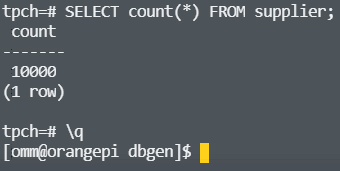 tpch=# SELECT count(*) FROM supplier;
count
-------
10000
(1 row)
tpch=# \q
[omm@orangepi dbgen]$